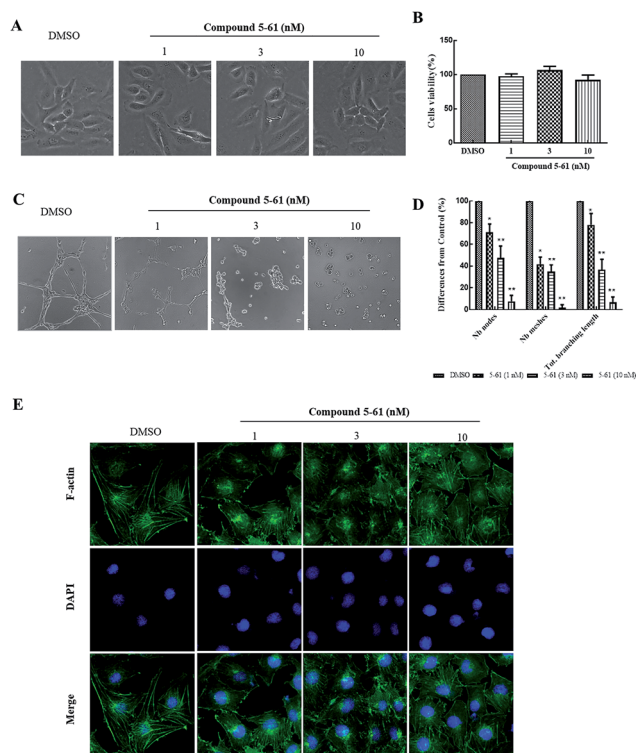 A
DMSO
Compound 5-61 (nM)
1
3
10
B
Cells viability(%)
150
100
50
0
DMSO
1
3
10
Compound 5-61 (nM)
C
DMSO
Compound 5-61 (nM)
1
3
10
D
Differences from Control (%)
100
80
60
40
20
0
*
**
**
*
**
**
*
**
**
Nb nodes
Nb meshes
Tot. branching length
DMSO 5-61 (1 nM) 5-61 (3 nM) 5-61 (10 nM)
E
Compound 5-61 (nM)
DMSO
1
3
10
F-actin
DAPI
Merge